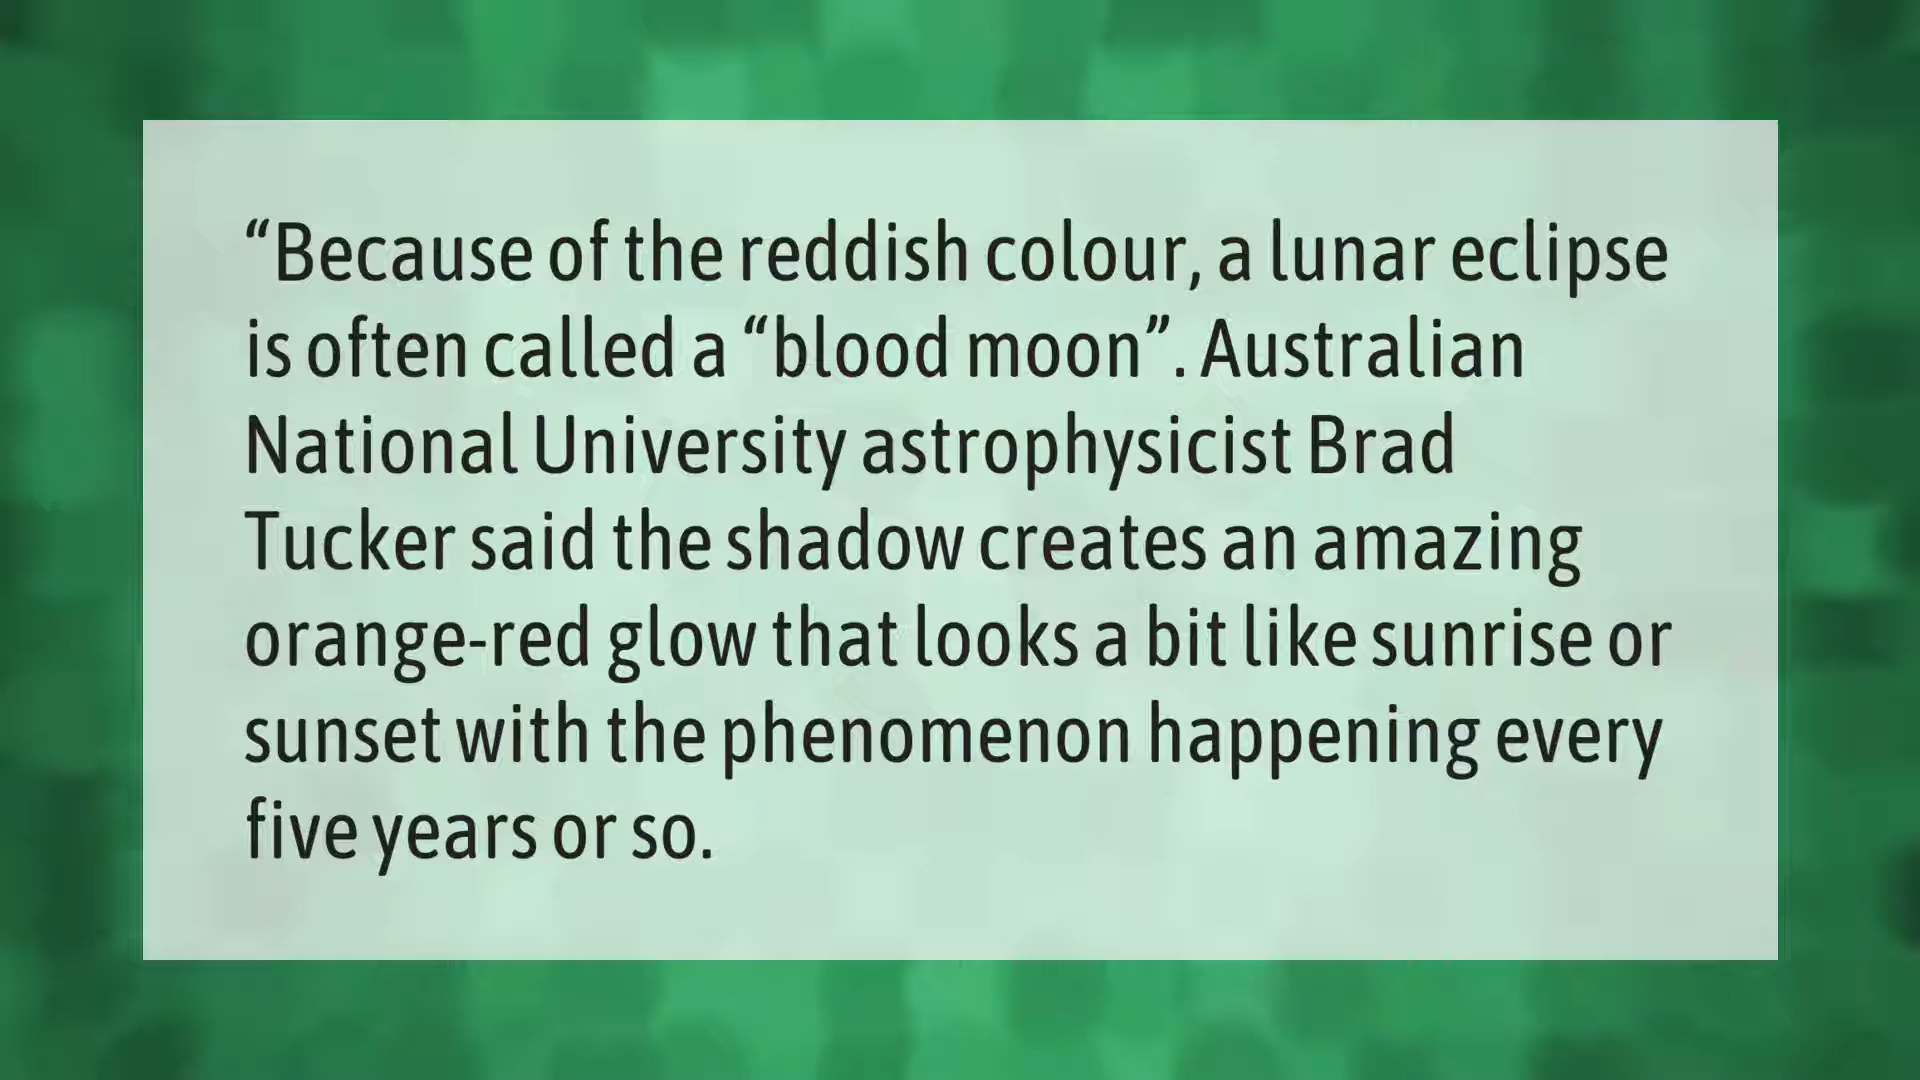 “Because of the reddish colour, a lunar eclipse
is often called a “blood moon”. Australian
National University astrophysicist Brad
Tucker said the shadow creates an amazing
orange-red glow that looks a bit like sunrise or
sunset with the phenomenon happening every
five years or so.